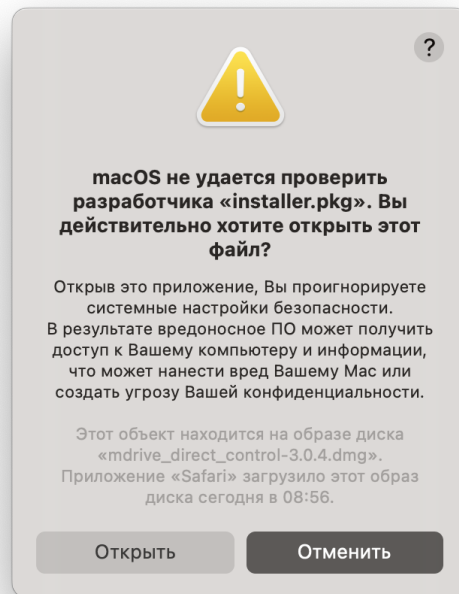 ?
macOS не удается проверить
разработчика «installer.pkg». Вы
действительно хотите открыть этот
файл?
Открыв это приложение, Вы проигнорируете
системные настройки безопасности.
В результате вредоносное ПО может получить
доступ к Вашему компьютеру и информации,
что может нанести вред Вашему Mac или
создать угрозу Вашей конфиденциальности.
Этот объект находится на образе диска
«mdrive_direct_control-3.0.4.dmg».
Приложение «Safari» загрузило этот образ
диска сегодня в 08:56.
Открыть
Отменить